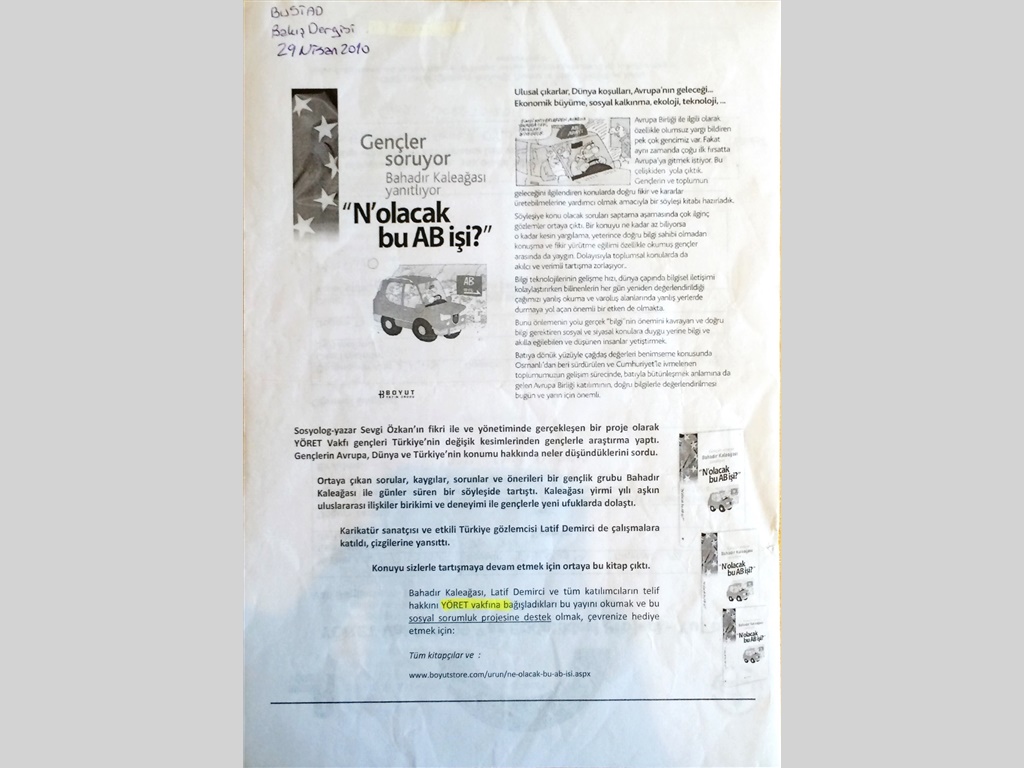 BUSİAD
Bakış Dergisi
29 Nisan 2010
Gençler
soruyor
Bahadır Kaleağası
yanıtlıyor
"N'olacak
bu AB işi?"
AB
BOYUT
Ulusal çıkarlar, Dünya koşulları, Avrupa'nın geleceği...
Ekonomik büyüme, sosyal kalkınma, ekoloji, teknoloji, ...
Avrupa Birliği ile ilgili olarak
özellikle olumsuz yargı bildiren
pek çok gencimiz var. Fakat
aynı zamanda çoğu ilk fırsatta
Avrupa'ya gitmek istiyor. Bu
çelişkiden yola çıktık.
Gençlerin ve toplumun
geleceğini ilgilendiren konularda doğru fikir ve kararlar
üretebilmelerine yardımcı olmak amacıyla bir söyleşi kitabı hazırladık.
Söyleşiye konu olacak soruları saptama aşamasında çok ilginç
gözlemler ortaya çıktı. Bir konuyu ne kadar az biliyorsa
o kadar kesin yargılama, yeterince doğru bilgi sahibi olmadan
konuşma ve fikir yürütme eğilimi özellikle okumuş gençler
arasında da yaygın. Dolayısıyla toplumsal konularda da
akılcı ve verimli tartışma zorlaşıyor.
Bilgi teknolojilerinin gelişme hızı, dünya çapında bilgisel iletişimi
kolaylaştırırken bilinenlerin her gün yeniden değerlendirildiği
çağımızı yanlış okuma ve varoluş alanlarında yanlış yerlerde
durmaya yol açan önemli bir etken de olmakta.
Bunu önlemenin yolu gerçek "bilgi"nin önemini kavrayan ve doğru
bilgi gerektiren sosyal ve siyasal konulara duygu yerine bilgi ve
akılla eğilebilen ve düşünen insanlar yetiştirmek.
Batıya dönük yüzüyle çağdaş değerleri benimseme konusunda
Osmanlı'dan beri sürdürülen ve Cumhuriyet'le ivmelenen
toplumumuzun gelişim sürecinde, batıyla bütünleşmek anlamına da
gelen Avrupa Birliği katılımının, doğru bilgilerle değerlendirilmesi
bugün ve yarın için önemli.
Sosyolog-yazar Sevgi Özkan'ın fikri ile ve yönetiminde gerçekleşen bir proje olarak
YÖRET Vakfı gençleri Türkiye'nin değişik kesimlerinden gençlerle araştırma yaptı.
Gençlerin Avrupa, Dünya ve Türkiye'nin konumu hakkında neler düşündüklerini sordu.
Ortaya çıkan sorular, kaygılar, sorunlar ve önerileri bir gençlik grubu Bahadır
Kaleağası ile günler süren bir söyleşide tartıştı. Kaleağası yirmi yılı aşkın
uluslararası ilişkiler birikimi ve deneyimi ile gençlerle yeni ufuklarda dolaştı.
Karikatür sanatçısı ve etkili Türkiye gözlemcisi Latif Demirci de çalışmalara
katıldı, çizgilerine yansıttı.
Konuyu sizlerle tartışmaya devam etmek için ortaya bu kitap çıktı.
Bahadır Kaleağası, Latif Demirci ve tüm katılımcıların telif
hakkını YÖRET vakfına bağışladıkları bu yayını okumak ve bu
sosyal sorumluk projesine destek olmak, çevrenize hediye
etmek için:
Tüm kitapçılar ve :
www.boyutstore.com/urun/ne-olacak-bu-ab-isi.aspx
"N'olacak
bu AB işi?"
"N'olacak
bu AB işi?"
"N'olacak
bu AB işi?"